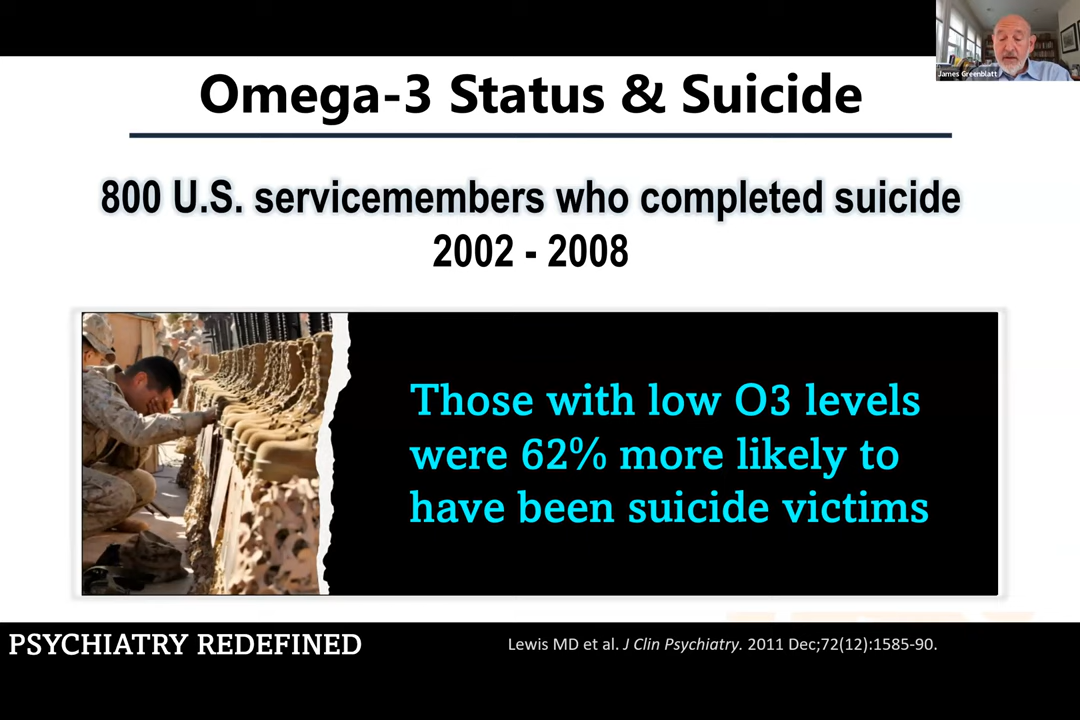 James Greenblatt
Omega-3 Status & Suicide
800 U.S. servicemembers who completed suicide
2002 - 2008
Those with low O3 levels
were 62% more likely to
have been suicide victims
PSYCHIATRY REDEFINED
Lewis MD et al. J Clin Psychiatry. 2011 Dec;72(12):1585-90.